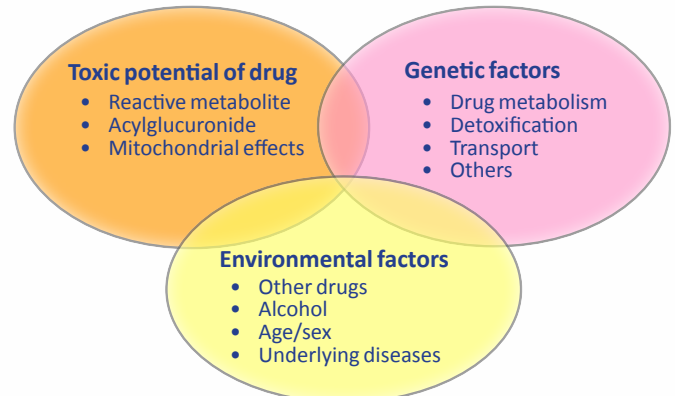 Toxic potential of drug
• Reactive metabolite
• Acylglucuronide
• Mitochondrial effects
Genetic factors
• Drug metabolism
• Detoxification
• Transport
• Others
Environmental factors
• Other drugs
• Alcohol
• Age/sex
• Underlying diseases